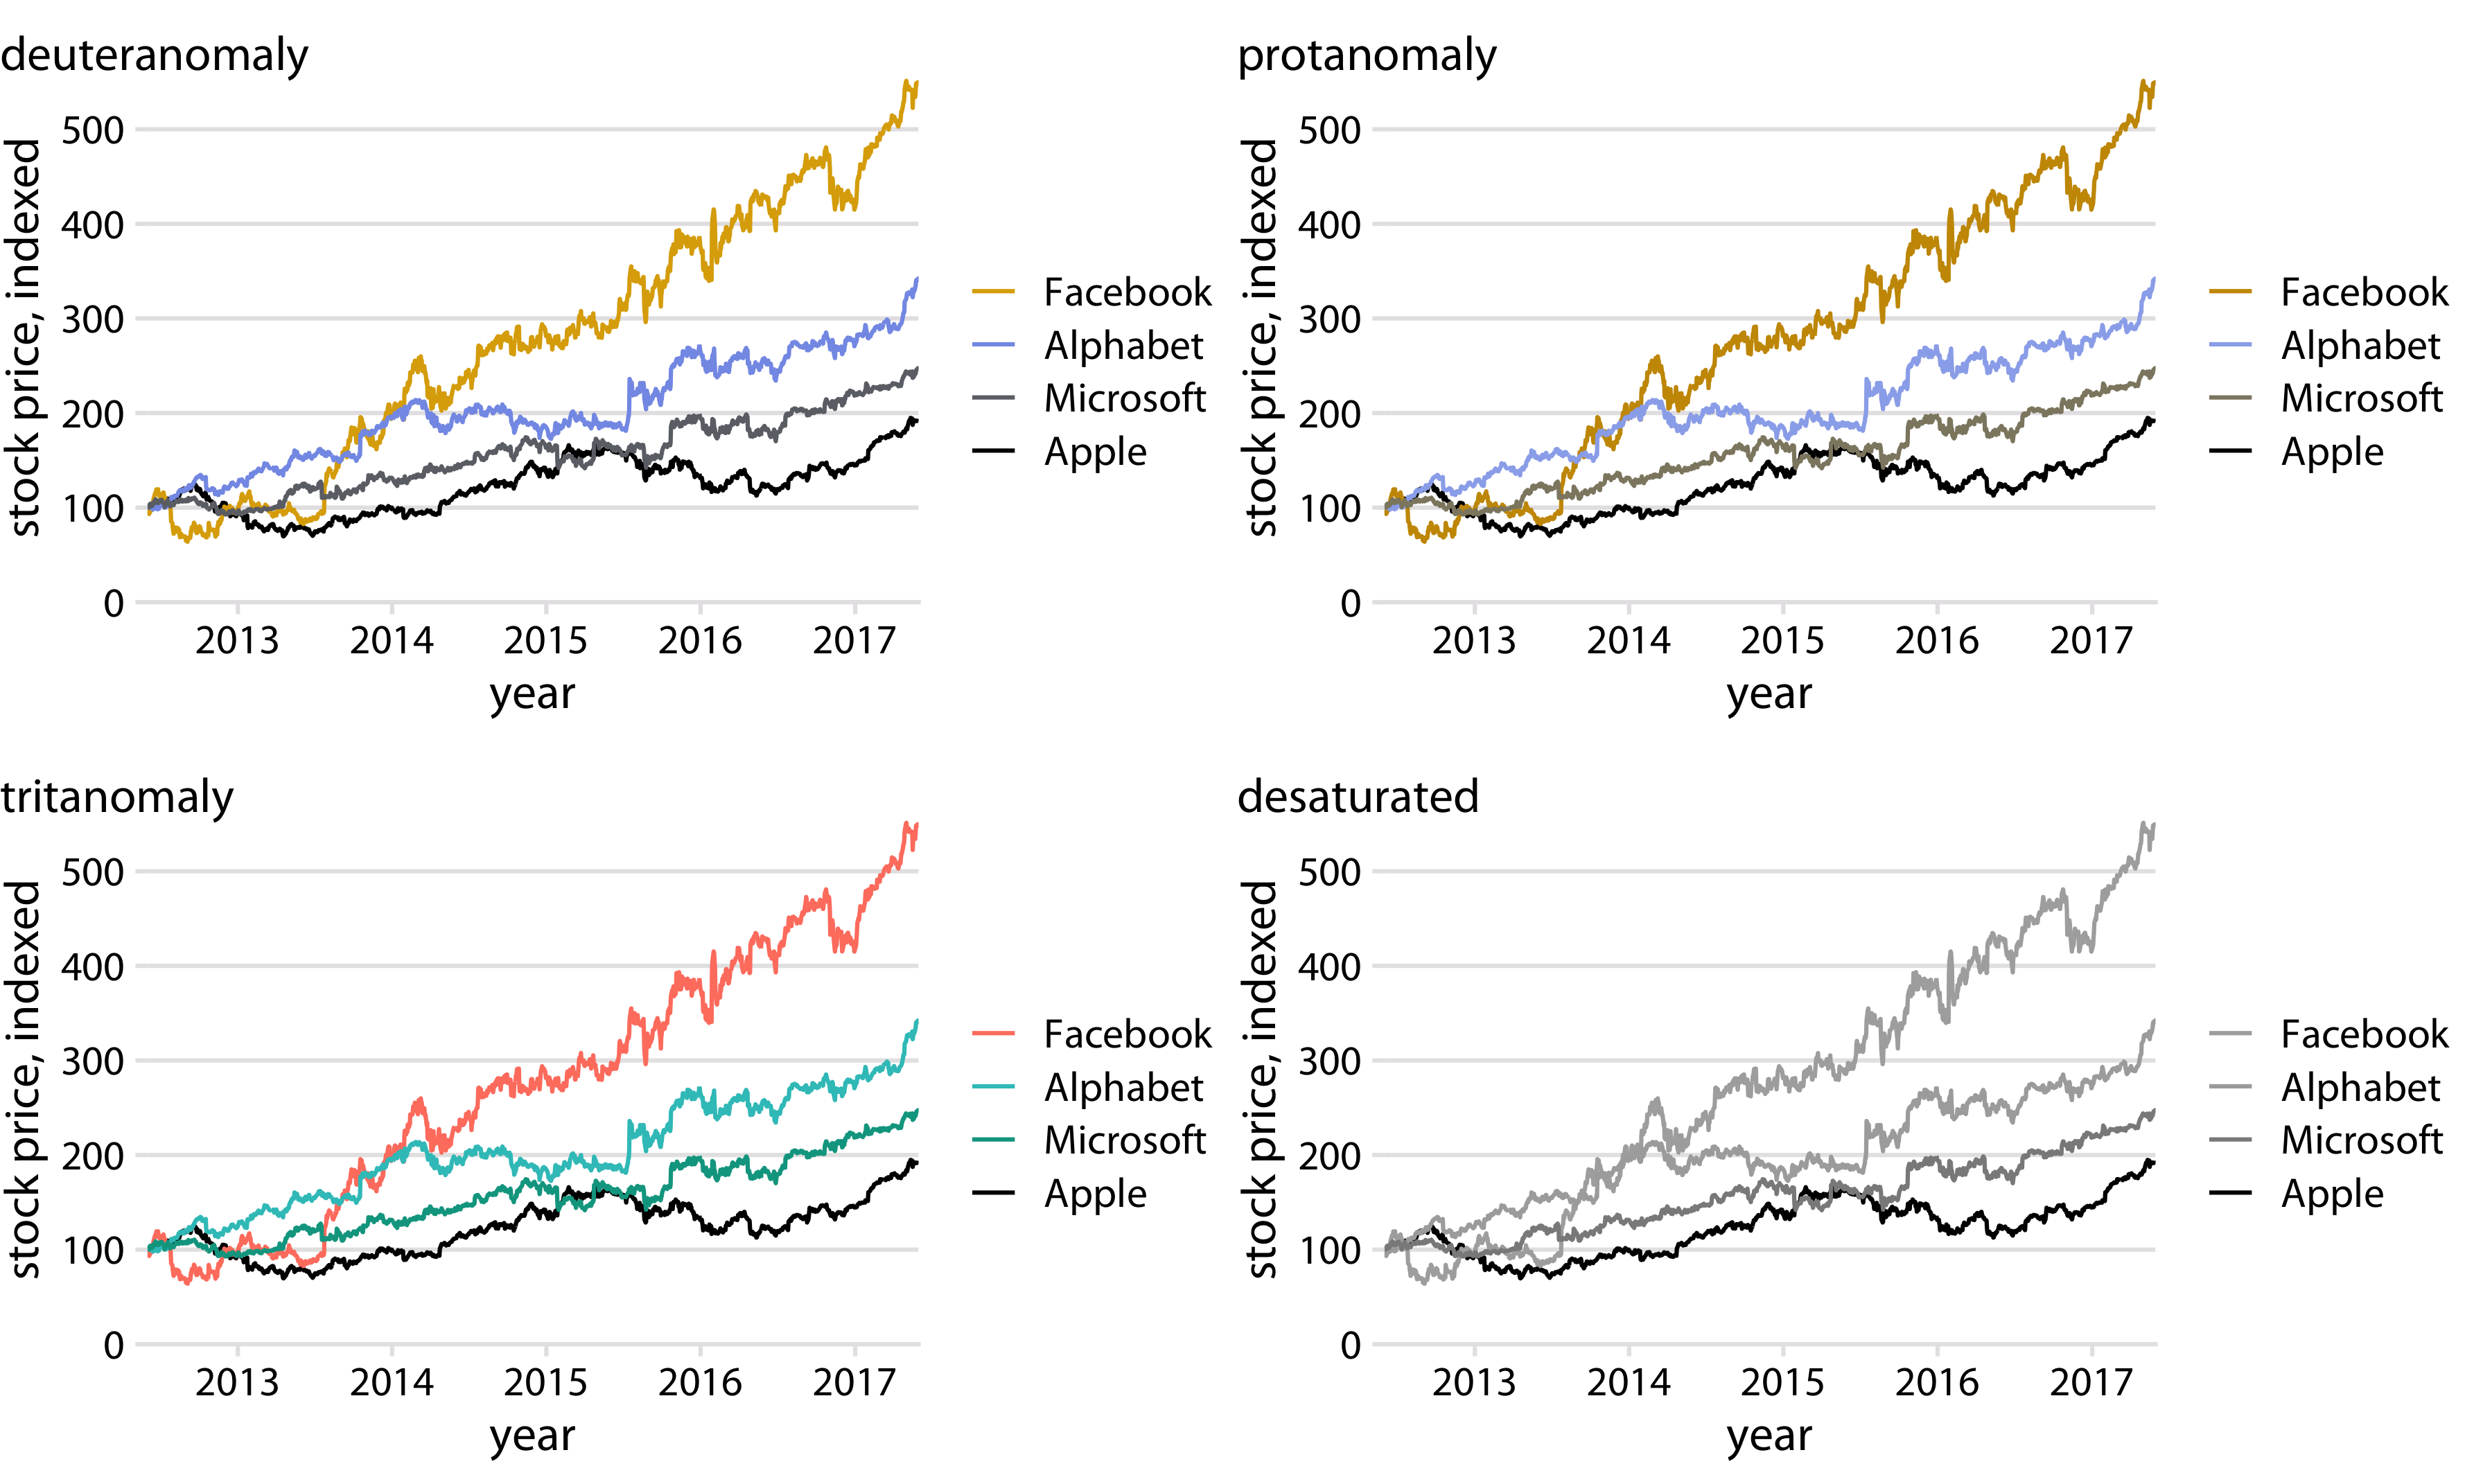 deuteranomaly
stock price, indexed
500
400
300
200
100
0
2013 2014 2015 2016 2017
year
Facebook
Alphabet
Microsoft
Apple
protanomaly
stock price, indexed
500
400
300
200
100
0
2013 2014 2015 2016 2017
year
Facebook
Alphabet
Microsoft
Apple
tritanomaly
stock price, indexed
500
400
300
200
100
0
2013 2014 2015 2016 2017
year
Facebook
Alphabet
Microsoft
Apple
desaturated
stock price, indexed
500
400
300
200
100
0
2013 2014 2015 2016 2017
year
Facebook
Alphabet
Microsoft
Apple